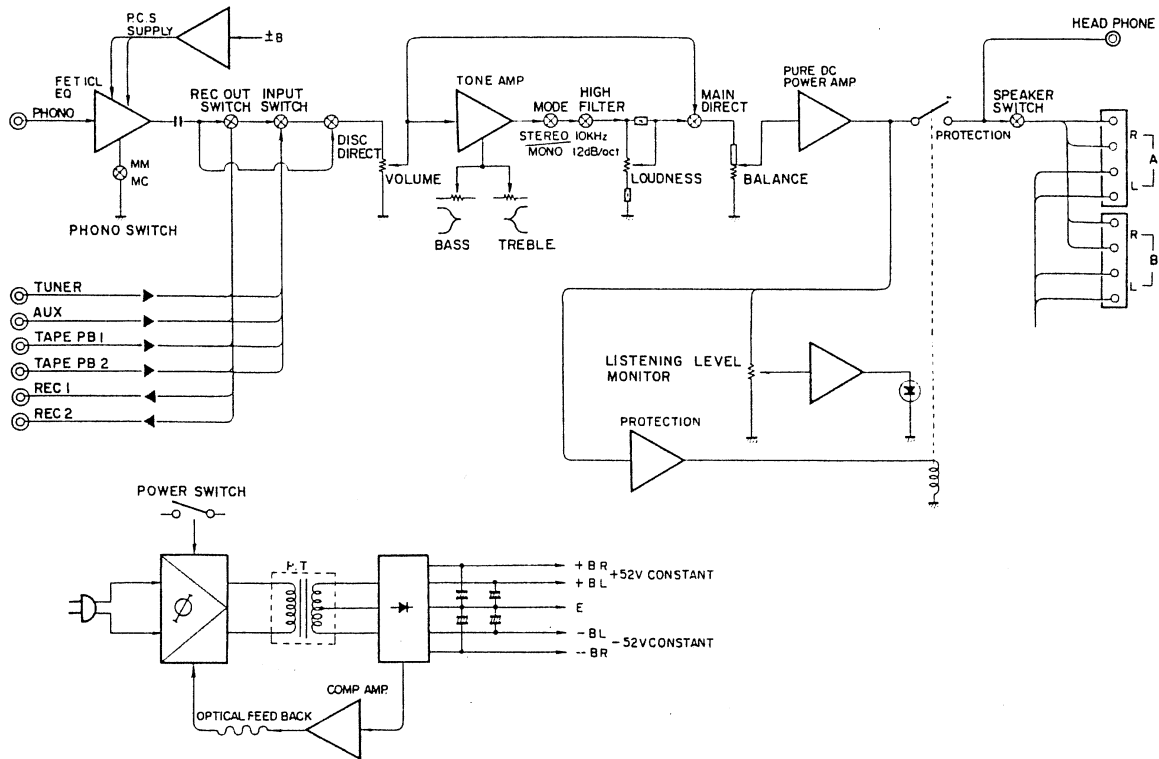 P.C.S
SUPPLY
±B
HEAD PHONE
FET ICL
EQ
PHONO
REC OUT
SWITCH
INPUT
SWITCH
DISC
DIRECT
VOLUME
TONE AMP
MODE
STEREO
MONO
HIGH
FILTER
10KHz
12dB/oct
LOUDNESS
MAIN
DIRECT
BALANCE
PURE DC
POWER AMP
PROTECTION
SPEAKER
SWITCH
R
A
L
R
B
L
MM
MC
PHONO SWITCH
BASS
TREBLE
TUNER
AUX
TAPE PB 1
TAPE PB 2
REC 1
REC 2
LISTENING LEVEL
MONITOR
PROTECTION
POWER SWITCH
P.T
+BR
+BL
+52V CONSTANT
E
-BL
--BR
-52V CONSTANT
COMP AMP.
OPTICAL FEED BACK